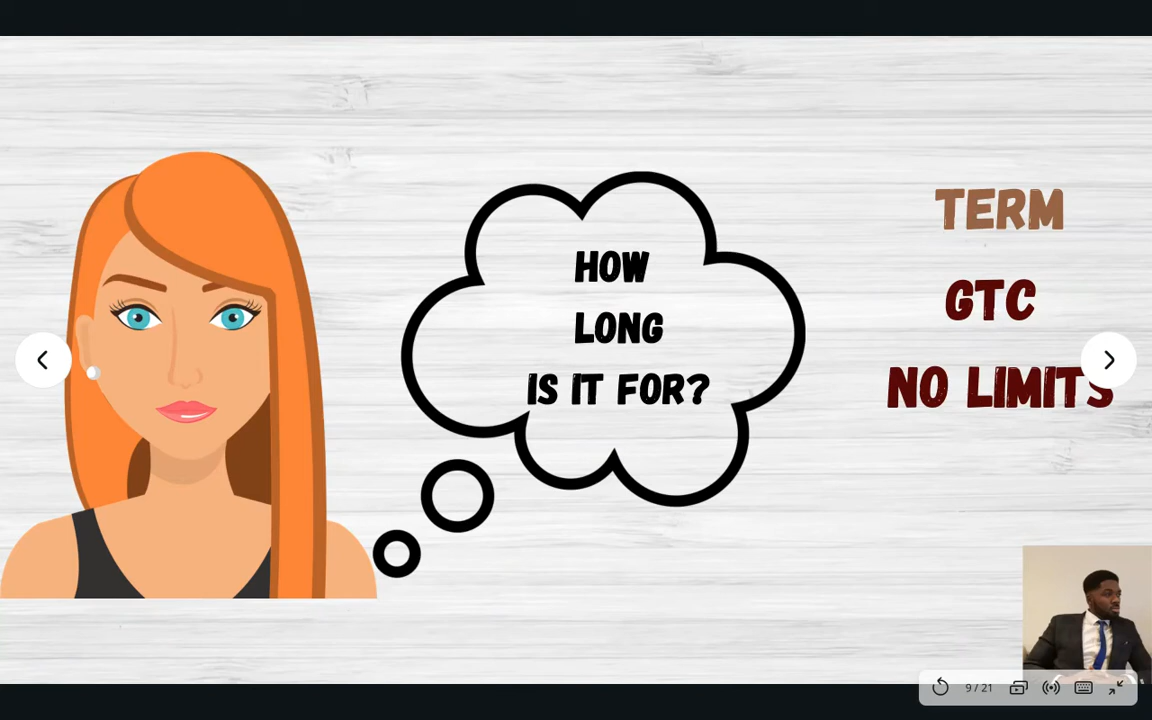 HOW
LONG
IS IT FOR?
TERM
GTC
NO LIMITS
9 / 21